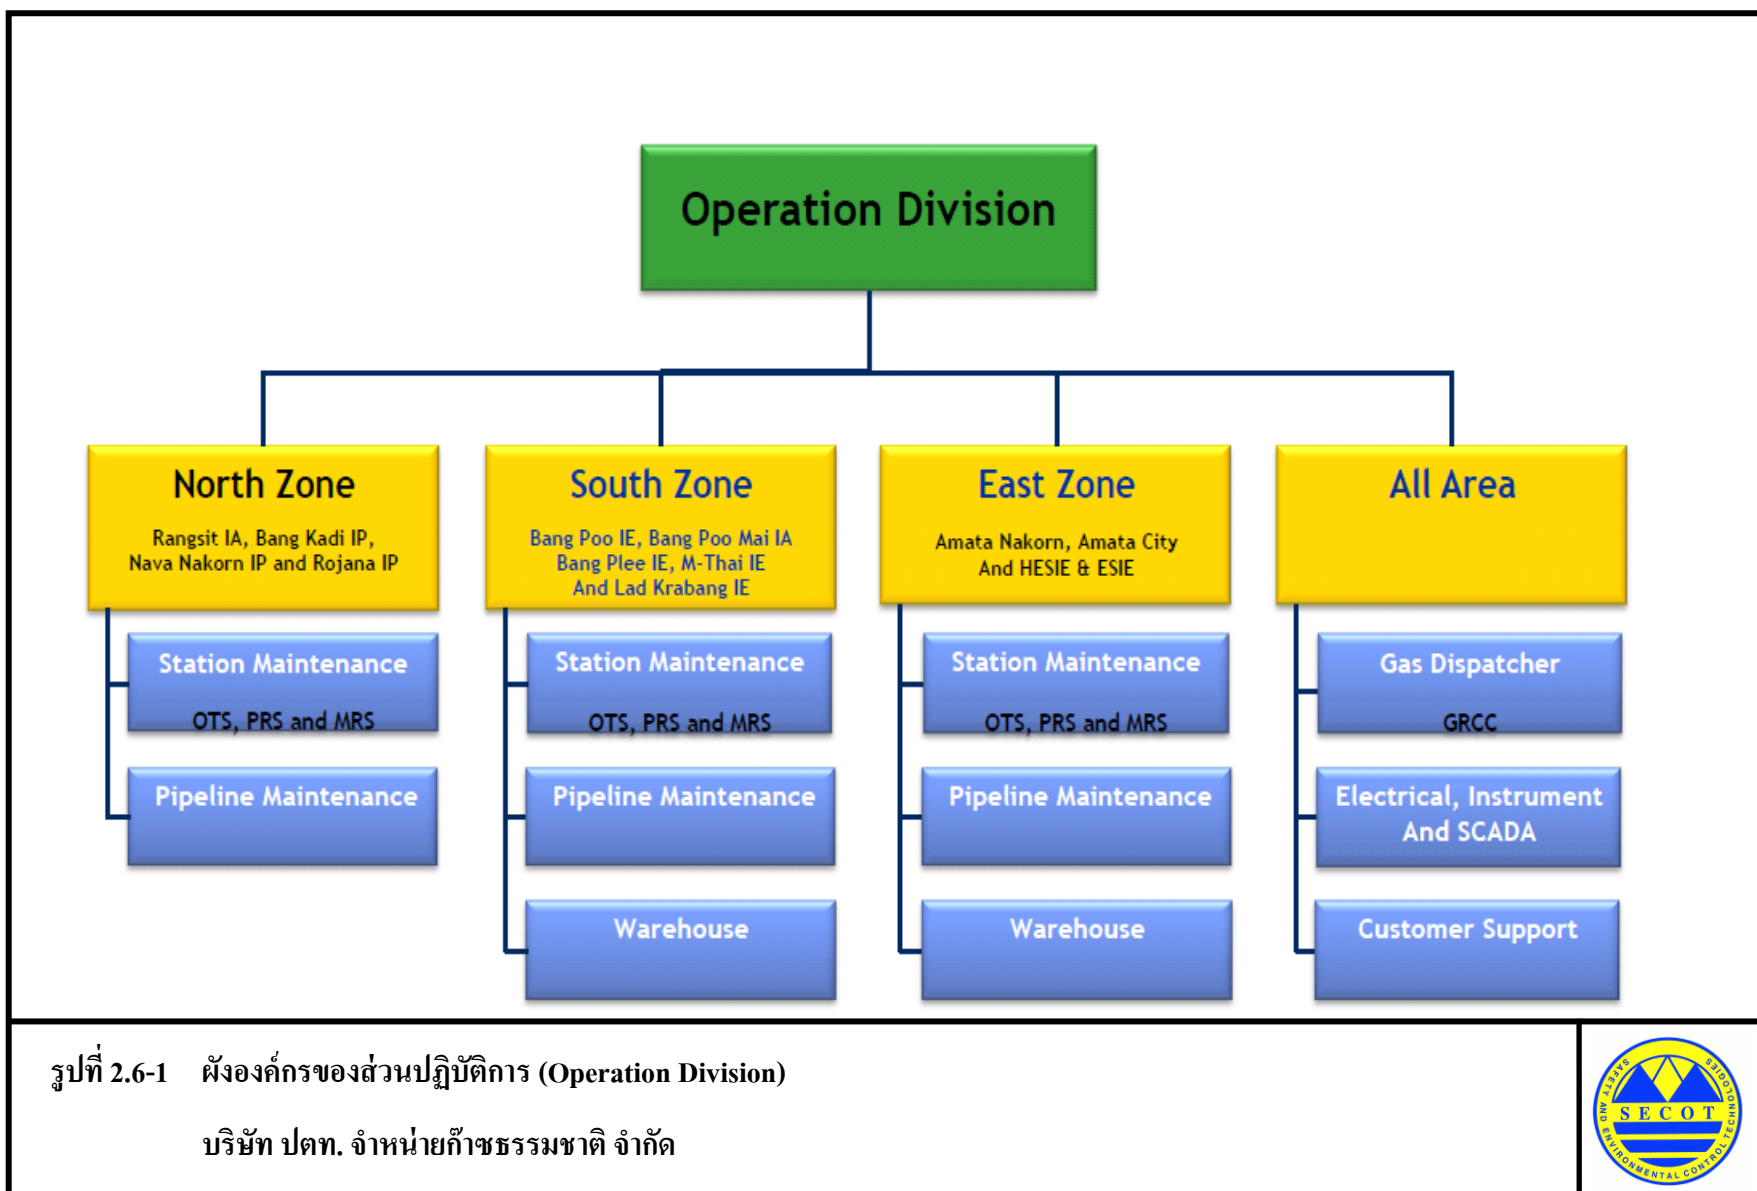 Operation Division
North Zone
Rangsit IA, Bang Kadi IP,
Nava Nakorn IP and Rojana IP
Station Maintenance
OTS, PRS and MRS
Pipeline Maintenance
South Zone
Bang Poo IE, Bang Poo Mai IA
Bang Plee IE, M-Thai IE
And Lad Krabang IE
Station Maintenance
OTS, PRS and MRS
Pipeline Maintenance
Warehouse
East Zone
Amata Nakorn, Amata City
And HESIE & ESIE
Station Maintenance
OTS, PRS and MRS
Pipeline Maintenance
Warehouse
All Area
Gas Dispatcher
GRCC
Electrical, Instrument
And SCADA
Customer Support
รูปที่ 2.6-1 ผังองค์กรของส่วนปฏิบัติการ (Operation Division)
บริษัท ปตท. จำหน่ายก๊าซธรรมชาติ จำกัด
SECOT
SAFETY AND ENVIRONMENTAL CONTROL TECHNOLOGIES